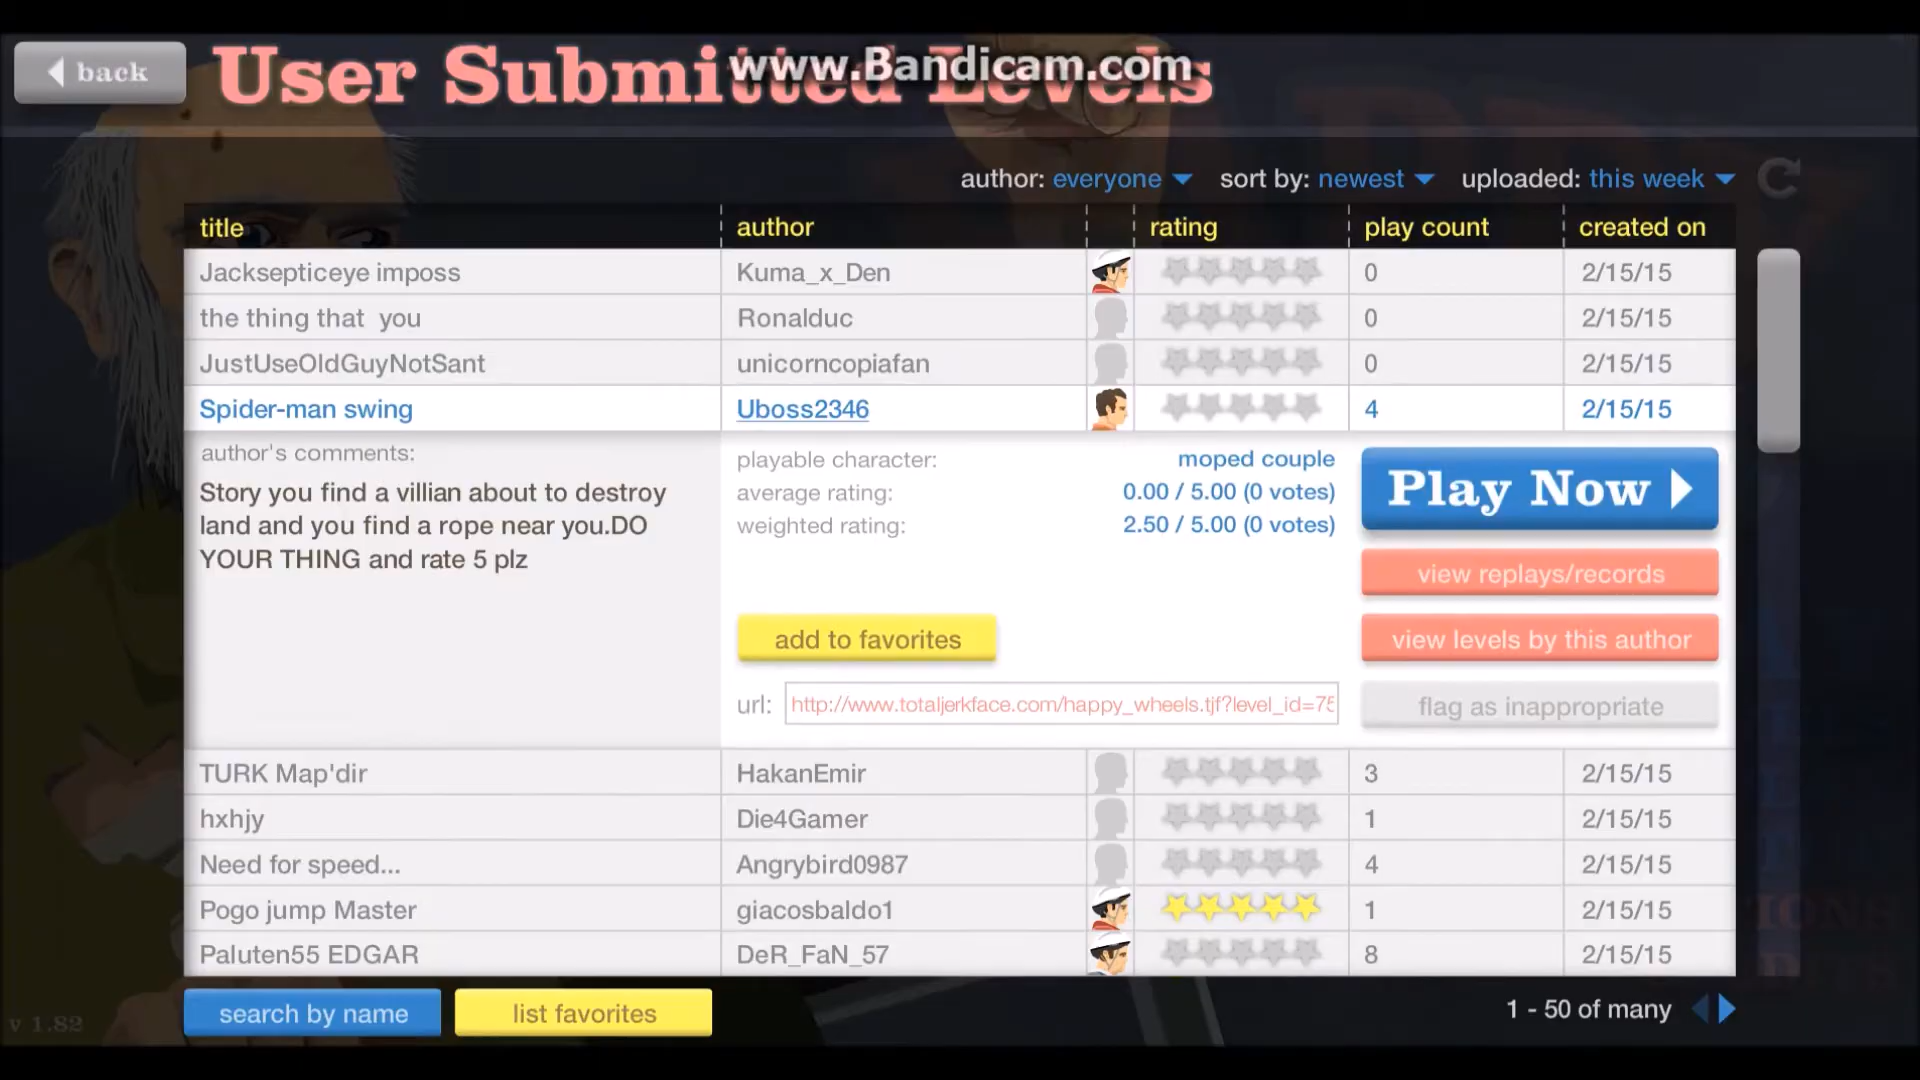 back
User Submitted Levels
www.Bandicam.com
author: everyone sort by: newest uploaded: this week
title author rating play count created on
Jacksepticeye imposs Kuma_x_Den 0 2/15/15
the thing that  you Ronalduc 0 2/15/15
JustUseOldGuyNotSant unicorncopiafan 0 2/15/15
Spider-man swing Uboss2346 4 2/15/15
author's comments:
Story you find a villian about to destroy
land and you find a rope near you.DO
YOUR THING and rate 5 plz
playable character: moped couple
average rating: 0.00 / 5.00 (0 votes)
weighted rating: 2.50 / 5.00 (0 votes)
add to favorites
url: http://www.totaljerkface.com/happy_wheels.tjf?level_id=75
Play Now
view replays/records
view levels by this author
flag as inappropriate
TURK Map'dir HakanEmir 3 2/15/15
hxhjy Die4Gamer 1 2/15/15
Need for speed... Angrybird0987 4 2/15/15
Pogo jump Master giacosbaldo1 1 2/15/15
Paluten55 EDGAR DeR_FaN_57 8 2/15/15
search by name
list favorites
1 - 50 of many
v 1.82